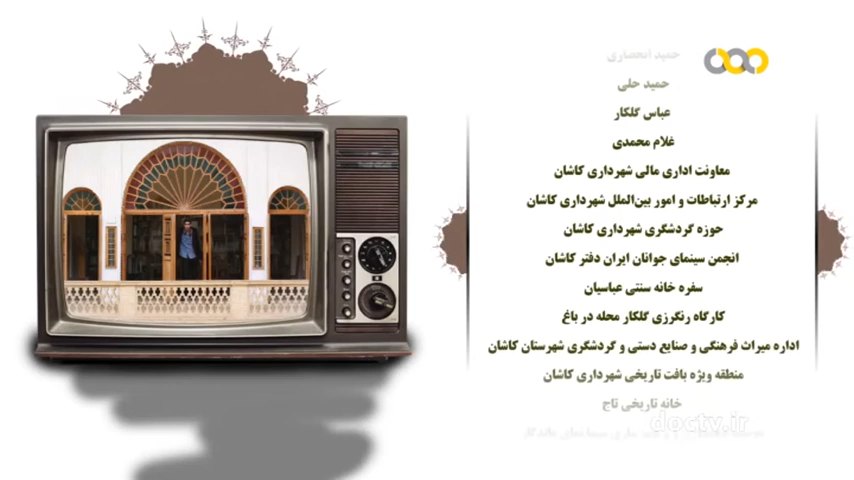 حمید انحصاری
حمید حلی
عباس گلکار
غلام محمدی
معاونت اداری مالی شهرداری کاشان
مرکز ارتباطات و امور بین‌الملل شهرداری کاشان
حوزه گردشگری شهرداری کاشان
انجمن سینمای جوانان ایران دفتر کاشان
سفره خانه سنتی عباسیان
کارگاه رنگرزی گلکار محله در باغ
اداره میراث فرهنگی و صنایع دستی و گردشگری شهرستان کاشان
منطقه ویژه بافت تاریخی شهرداری کاشان
خانه تاریخی تاج
doctv.ir